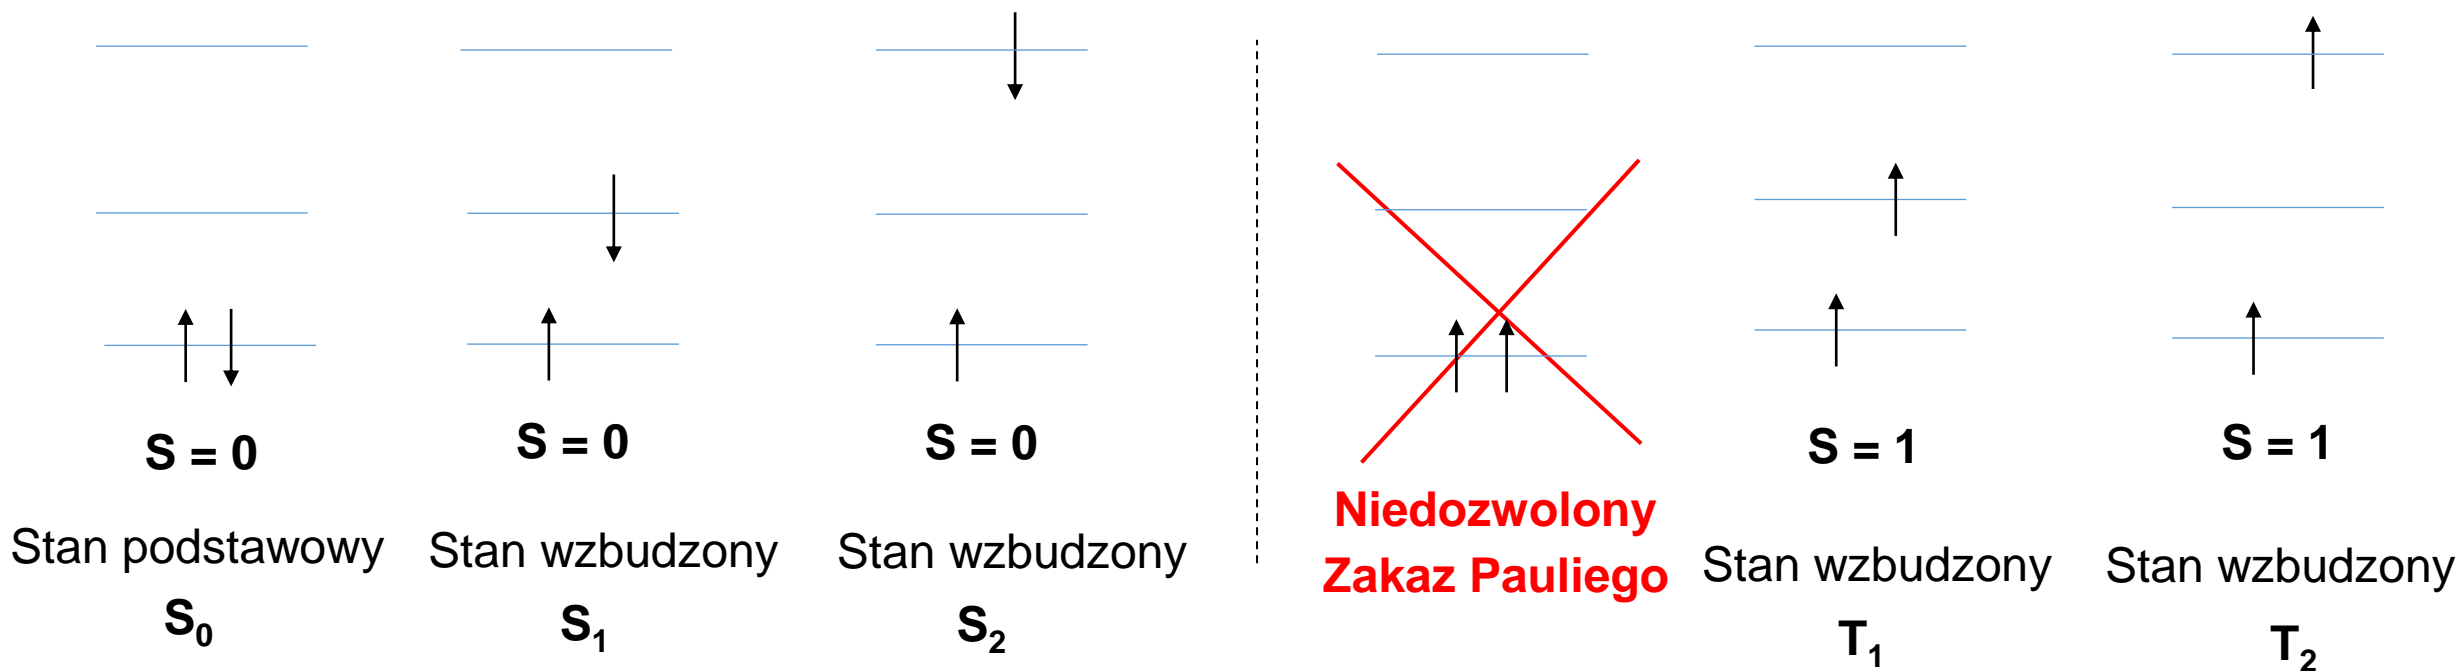 S = 0
Stan podstawowy
S₀
S = 0
Stan wzbudzony
S₁
S = 0
Stan wzbudzony
S₂
Niedozwolony
Zakaz Pauliego
S = 1
Stan wzbudzony
T₁
S = 1
Stan wzbudzony
T₂